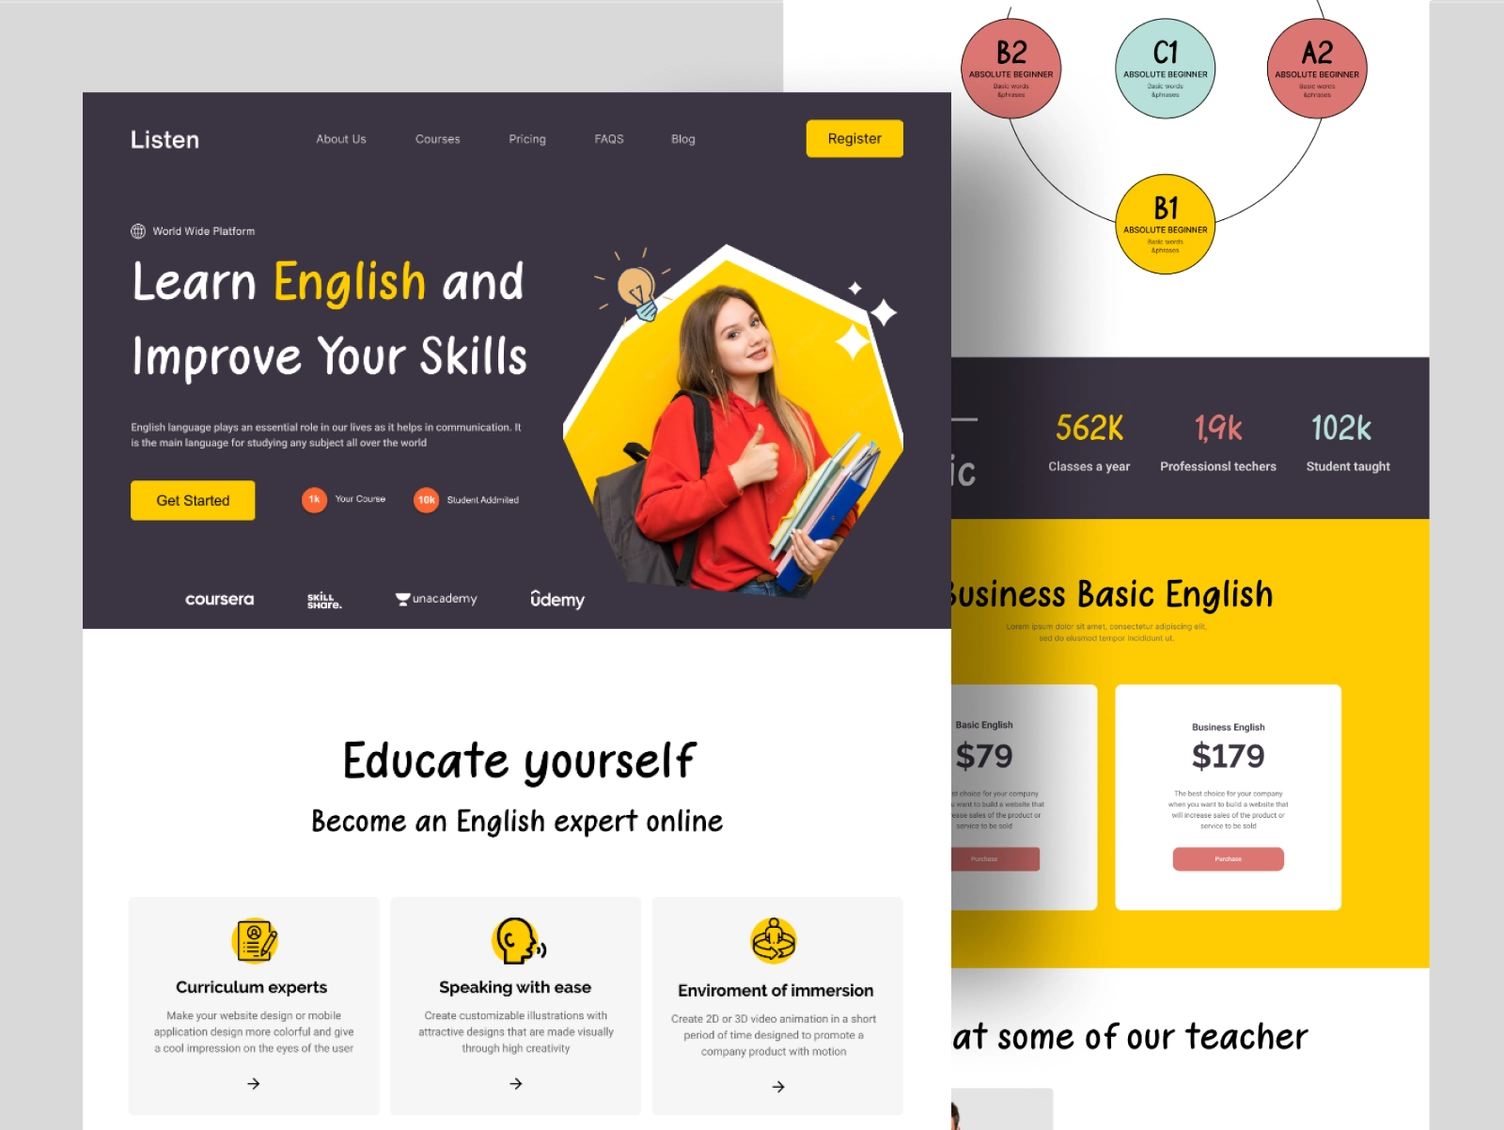 Listen
About Us
Courses
Pricing
FAQS
Blog
Register
World Wide Platform
Learn English and
Improve Your Skills
English language plays an essential role in our lives as it helps in communication. It
is the main language for studying any subject all over the world
Get Started
1k
Your Course
10k
Student Addmited
coursera
SKILL
SHARE.
unacademy
ûdemy
Educate yourself
Become an English expert online
Curriculum experts
Make your website design or mobile
application design more colorful and give
a cool impression on the eyes of the user
Speaking with ease
Create customizable illustrations with
attractive designs that are made visually
through high creativity
Enviroment of immersion
Create 2D or 3D video animation in a short
period of time designed to promote a
company product with motion
B2
ABSOLUTE BEGINNER
Basic words
&phrases
C1
ABSOLUTE BEGINNER
Basic words
&phrases
A2
ABSOLUTE BEGINNER
Basic words
&phrases
B1
ABSOLUTE BEGINNER
Basic words
&phrases
ic
562K
Classes a year
1,9k
Professionsl techers
102k
Student taught
Business Basic English
Lorem ipsum dolor sit amet, consectetur adipiscing elit,
sed do eiusmod tempor incididunt ut.
Basic English
$79
st choice for your company
want to build a website that
ease sales of the product or
service to be sold
Purchase
Business English
$179
The best choice for your company
when you want to build a website that
will increase sales of the product or
service to be sold
Purchase
at some of our teacher